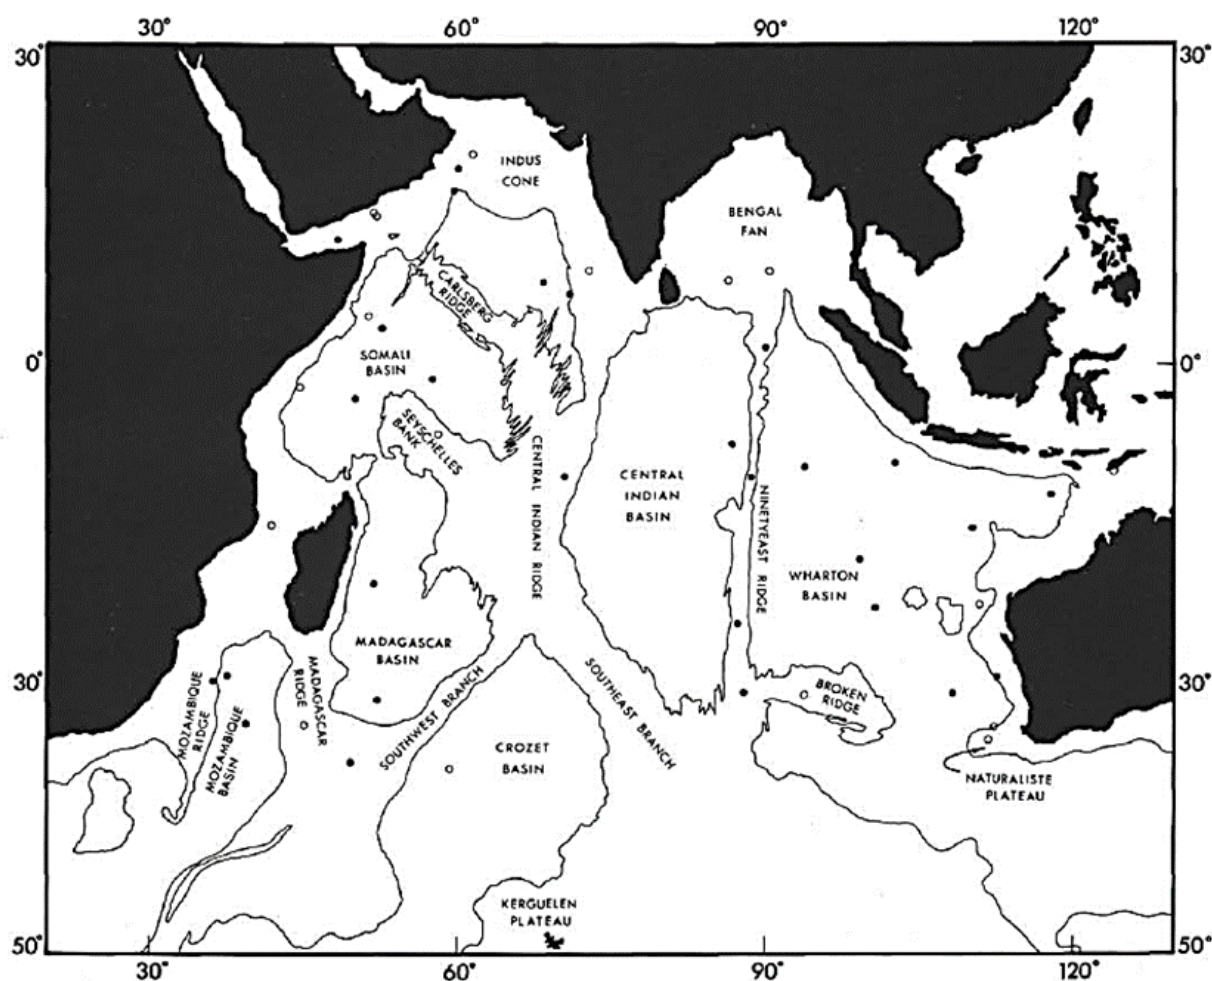 30° 60° 90° 120°
30° 30°
INDUS
CONE
BENGAL
FAN
CARLSBERG
RIDGE
0° 0°
SOMALI
BASIN
SEYSCHELLES
BANK
CENTRAL INDIAN RIDGE
CENTRAL
INDIAN
BASIN
NINETYEAST RIDGE
WHARTON
BASIN
MADAGASCAR
BASIN
30° 30°
MOZAMBIQUE
RIDGE
MOZAMBIQUE
BASIN
MADAGASCAR
RIDGE
SOUTHWEST BRANCH
SOUTHEAST BRANCH
BROKEN
RIDGE
CROZET
BASIN
NATURALISTE
PLATEAU
KERGUELEN
PLATEAU
50° 50°
30° 60° 90° 120°